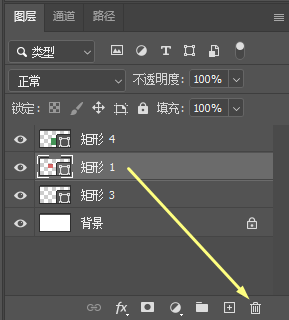 图层 通道 路径
类型
正常 不透明度: 100%
锁定: 填充: 100%
矩形 4
矩形 1
矩形 3
背景
fx